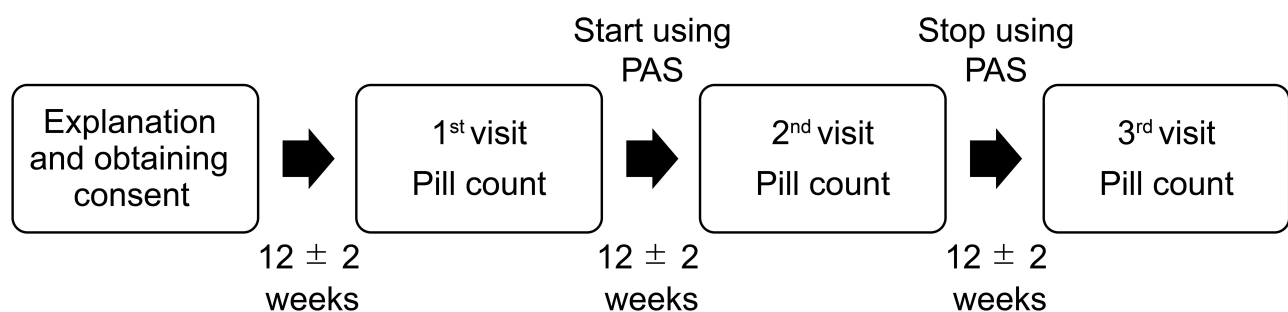 Explanation
and obtaining
consent
12 ± 2
weeks
1st visit
Pill count
Start using
PAS
12 ± 2
weeks
2nd visit
Pill count
Stop using
PAS
12 ± 2
weeks
3rd visit
Pill count